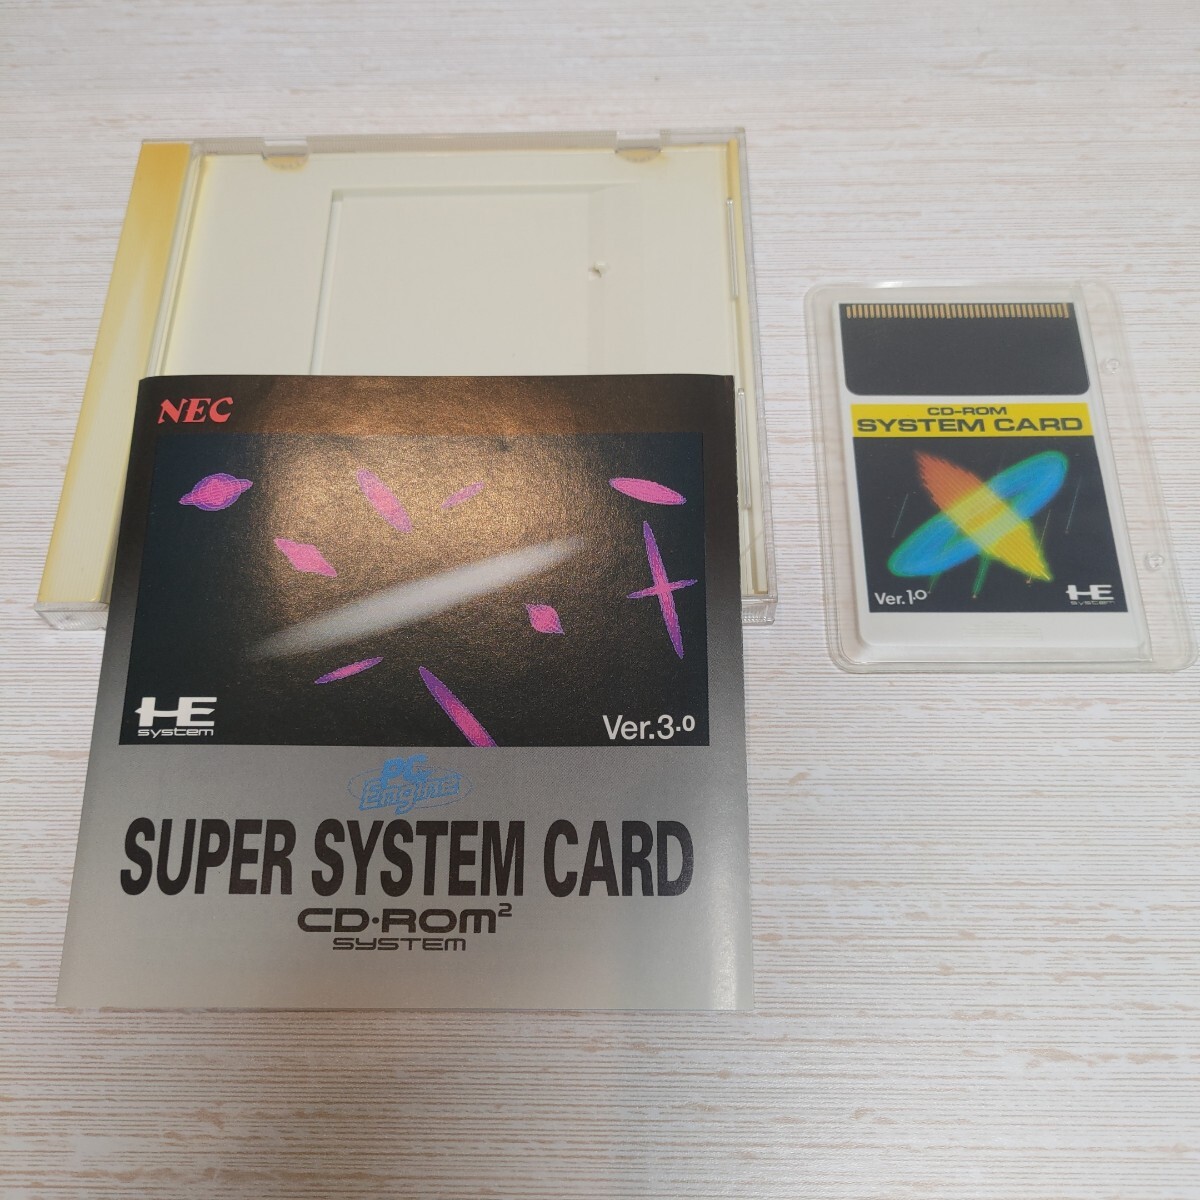 NEC
HE
system
Ver.3.0
PC
Engine
SUPER SYSTEM CARD
CD-ROM²
SYSTEM
CD-ROM
SYSTEM CARD
Ver.1.0
HE
system